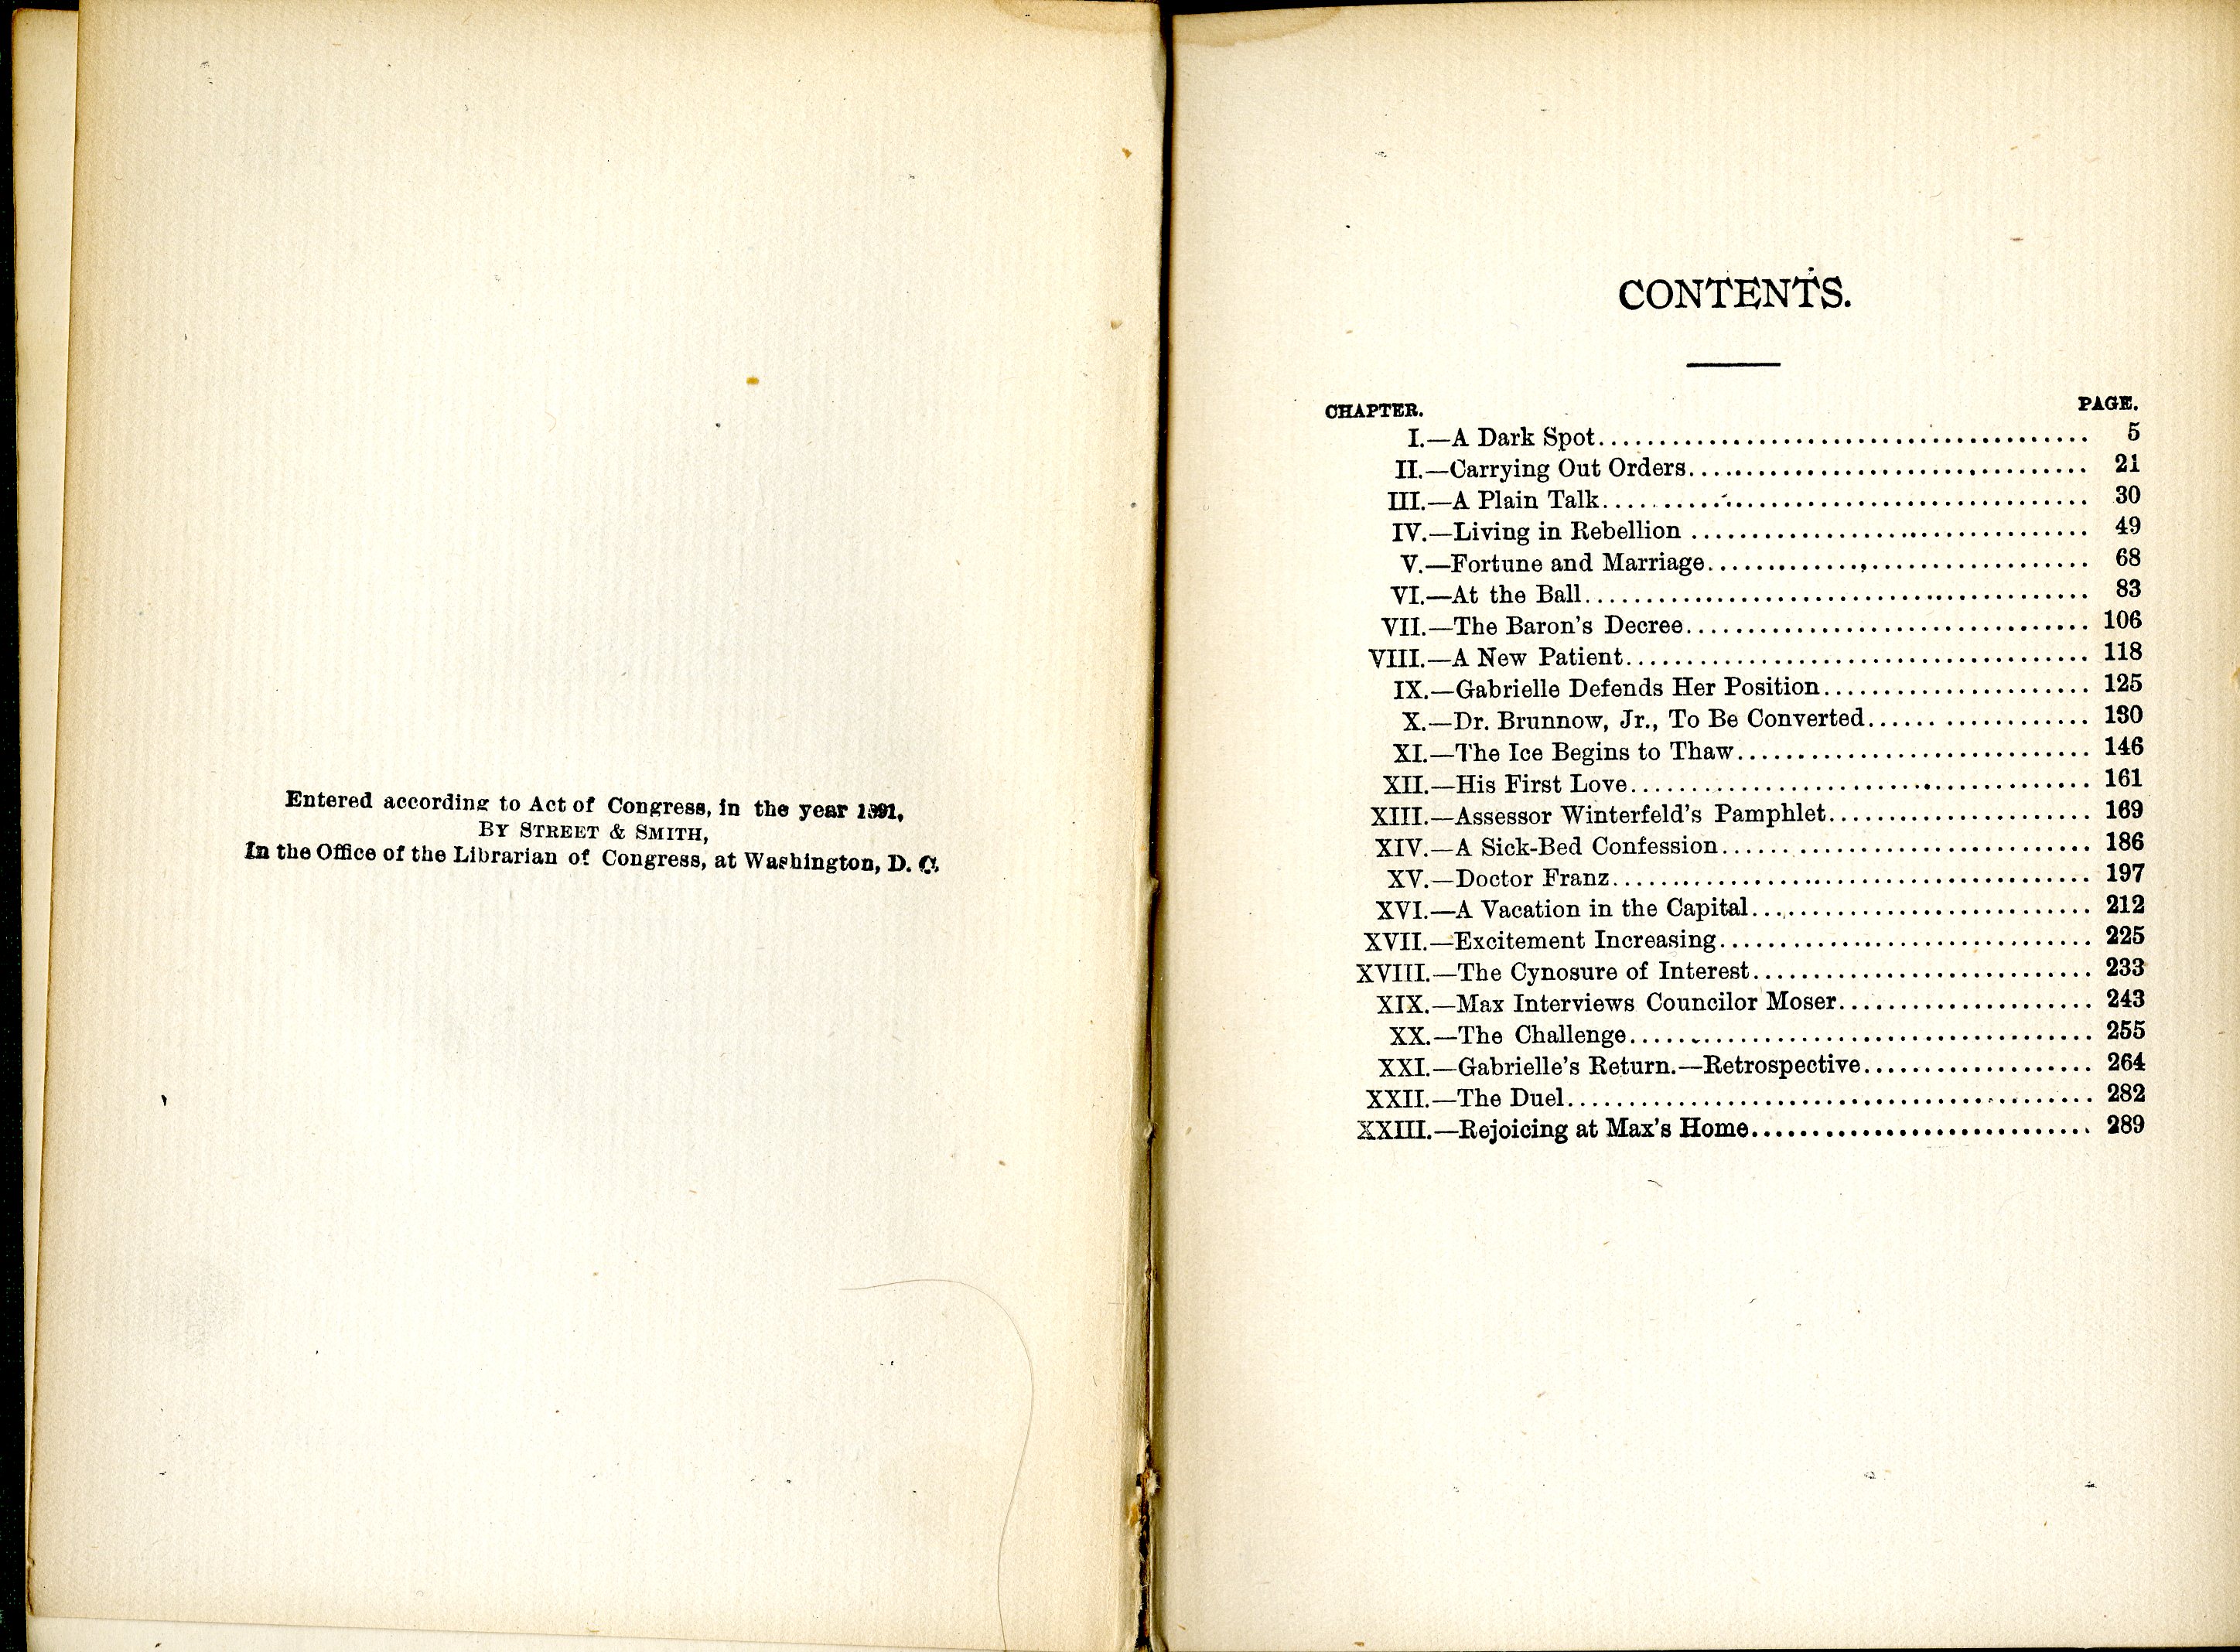 Entered according to Act of Congress, in the year 1891,
BY STREET & SMITH,
In the Office of the Librarian of Congress, at Washington, D. C.
CONTENTS.
CHAPTER. PAGE.
I.—A Dark Spot........................................ 5
II.—Carrying Out Orders................................. 21
III.—A Plain Talk........................................ 30
IV.—Living in Rebellion ................................. 49
V.—Fortune and Marriage................................ 68
VI.—At the Ball.......................................... 83
VII.—The Baron's Decree................................. 106
VIII.—A New Patient...................................... 118
IX.—Gabrielle Defends Her Position...................... 125
X.—Dr. Brunnow, Jr., To Be Converted................... 130
XI.—The Ice Begins to Thaw............................. 146
XII.—His First Love...................................... 161
XIII.—Assessor Winterfeld's Pamphlet...................... 169
XIV.—A Sick-Bed Confession............................... 186
XV.—Doctor Franz........................................ 197
XVI.—A Vacation in the Capital............................ 212
XVII.—Excitement Increasing............................... 225
XVIII.—The Cynosure of Interest............................ 233
XIX.—Max Interviews Councilor Moser..................... 243
XX.—The Challenge...................................... 255
XXI.—Gabrielle's Return.—Retrospective................... 264
XXII.—The Duel........................................... 282
XXIII.—Rejoicing at Max's Home............................ 289